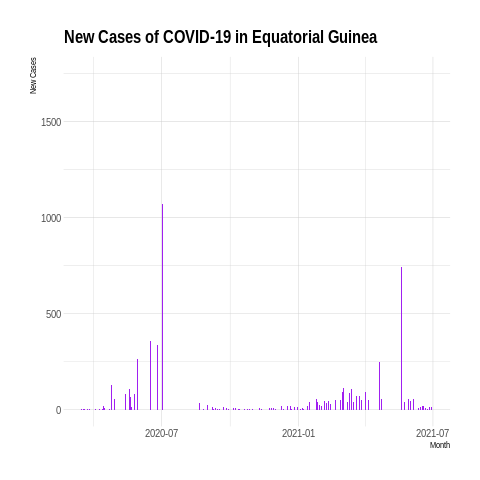 New Cases of COVID-19 in Equatorial Guinea
New Cases
1500
1000
500
0
2020-07
2021-01
2021-07
Month